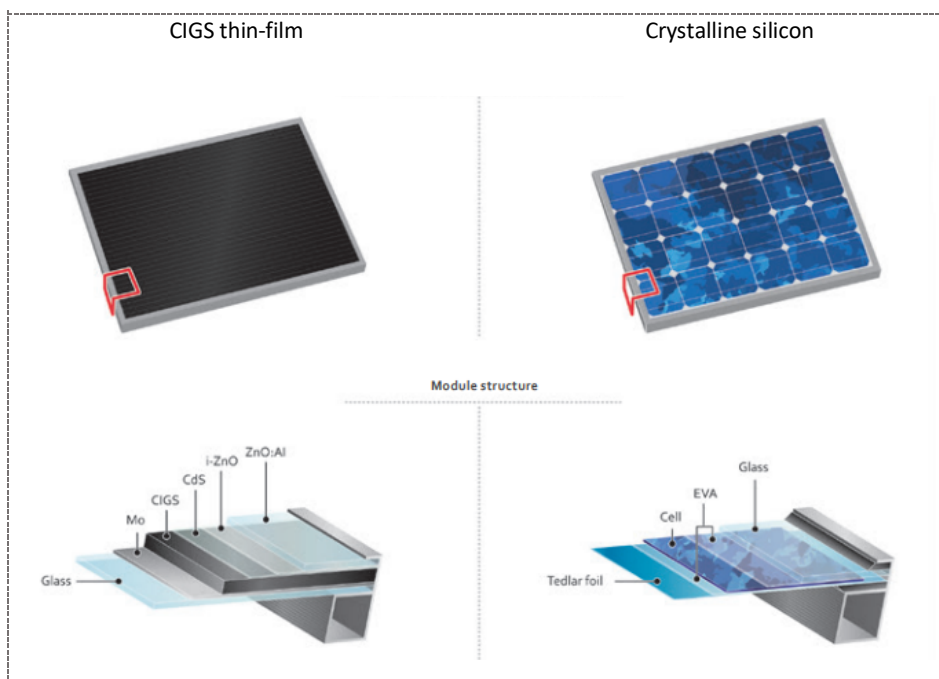 CIGS thin-film
Crystalline silicon
Module structure
ZnO:Al
i-ZnO
CdS
CIGS
Mo
Glass
Glass
EVA
Cell
Tedlar foil